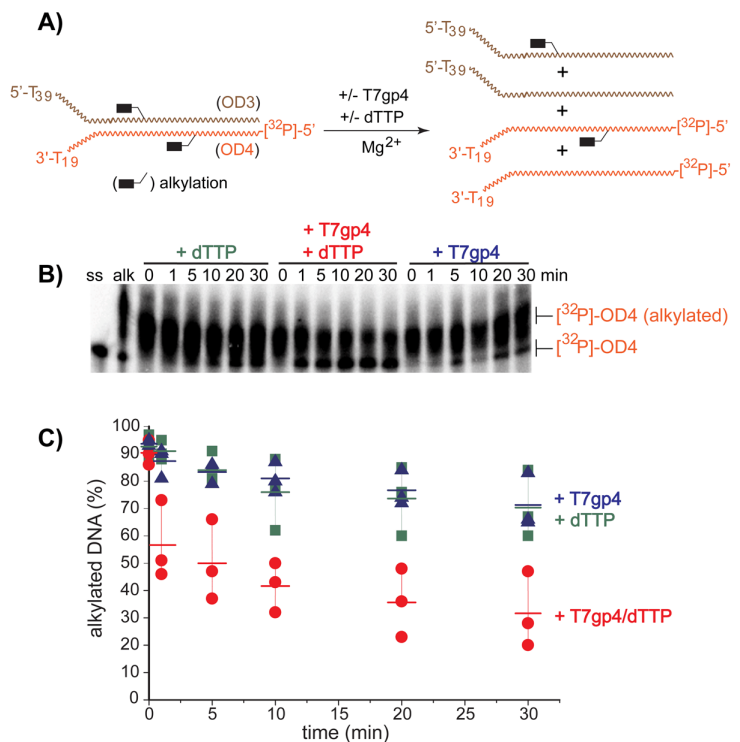 A)
5'-T39
(OD3)
[32P]-5'
(OD4)
3'-T19
( ) alkylation
+/- T7gp4
+/- dTTP
Mg2+
5'-T39
+
5'-T39
+
[32P]-5'
+
3'-T19
[32P]-5'
3'-T19
B)
+ dTTP
+ T7gp4
+ dTTP
+ T7gp4
ss alk 0 1 5 10 20 30 0 1 5 10 20 30 0 1 5 10 20 30 min
[32P]-OD4 (alkylated)
[32P]-OD4
C)
alkylated DNA (%)
100
90
80
70
60
50
40
30
20
10
0
+ T7gp4
+ dTTP
+ T7gp4/dTTP
0 5 10 15 20 25 30
time (min)